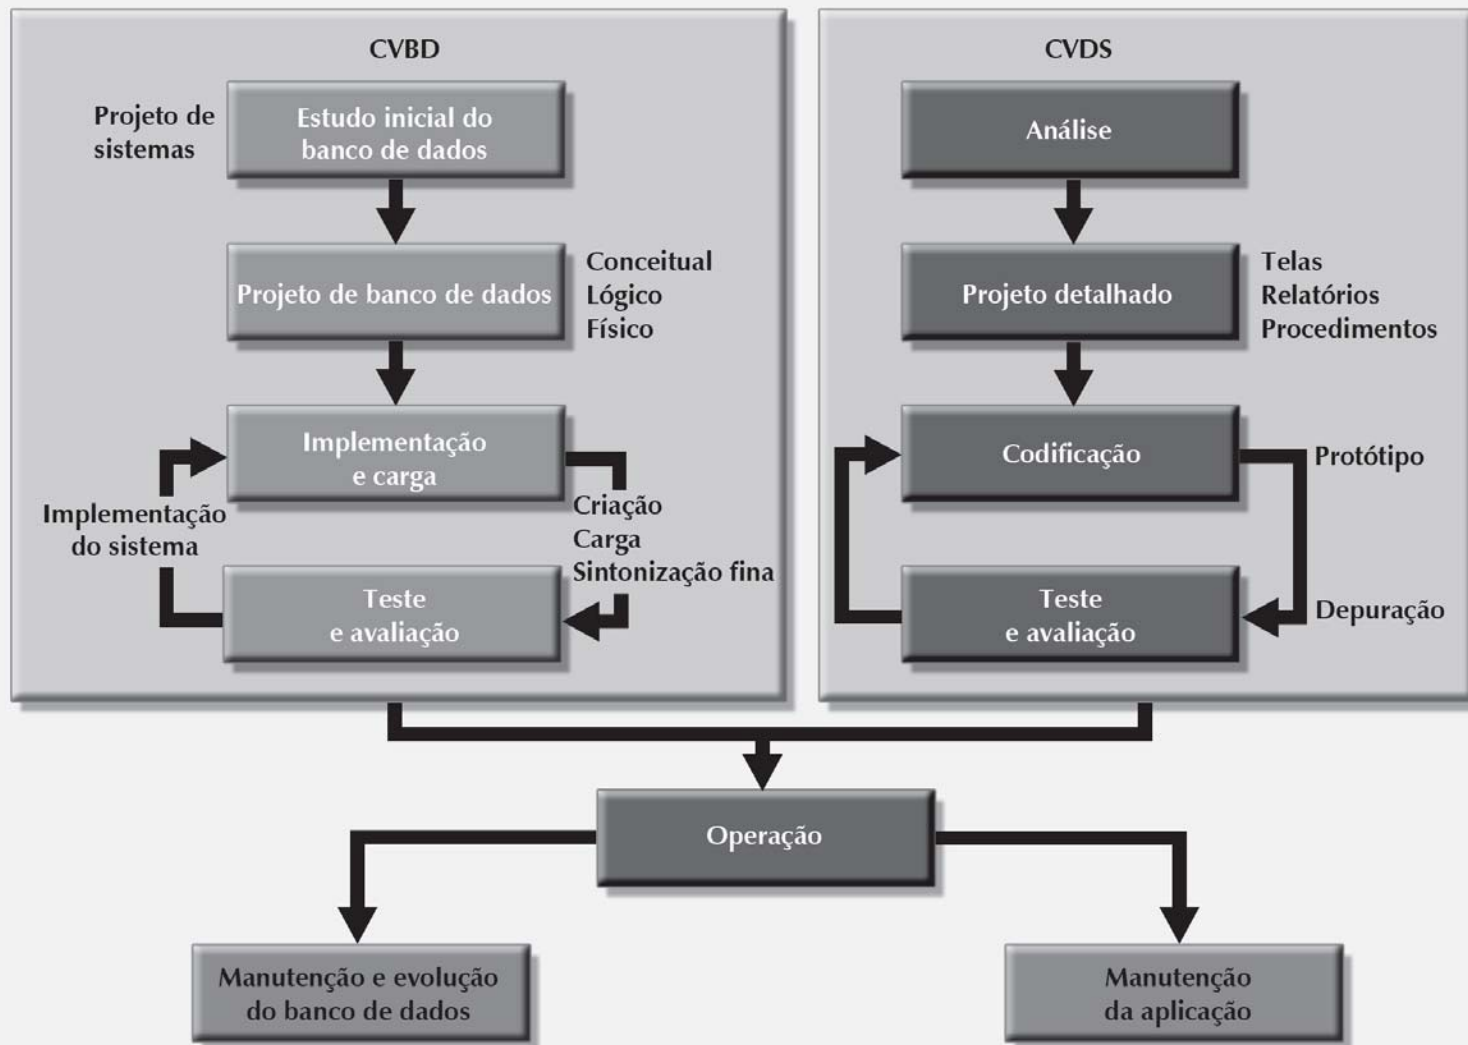 CVBD
Projeto de
sistemas
Estudo inicial do
banco de dados
Projeto de banco de dados
Conceitual
Lógico
Físico
Implementação
e carga
Implementação
do sistema
Criação
Carga
Sintonização fina
Teste
e avaliação
CVDS
Análise
Projeto detalhado
Telas
Relatórios
Procedimentos
Codificação
Protótipo
Teste
e avaliação
Depuração
Operação
Manutenção e evolução
do banco de dados
Manutenção
da aplicação